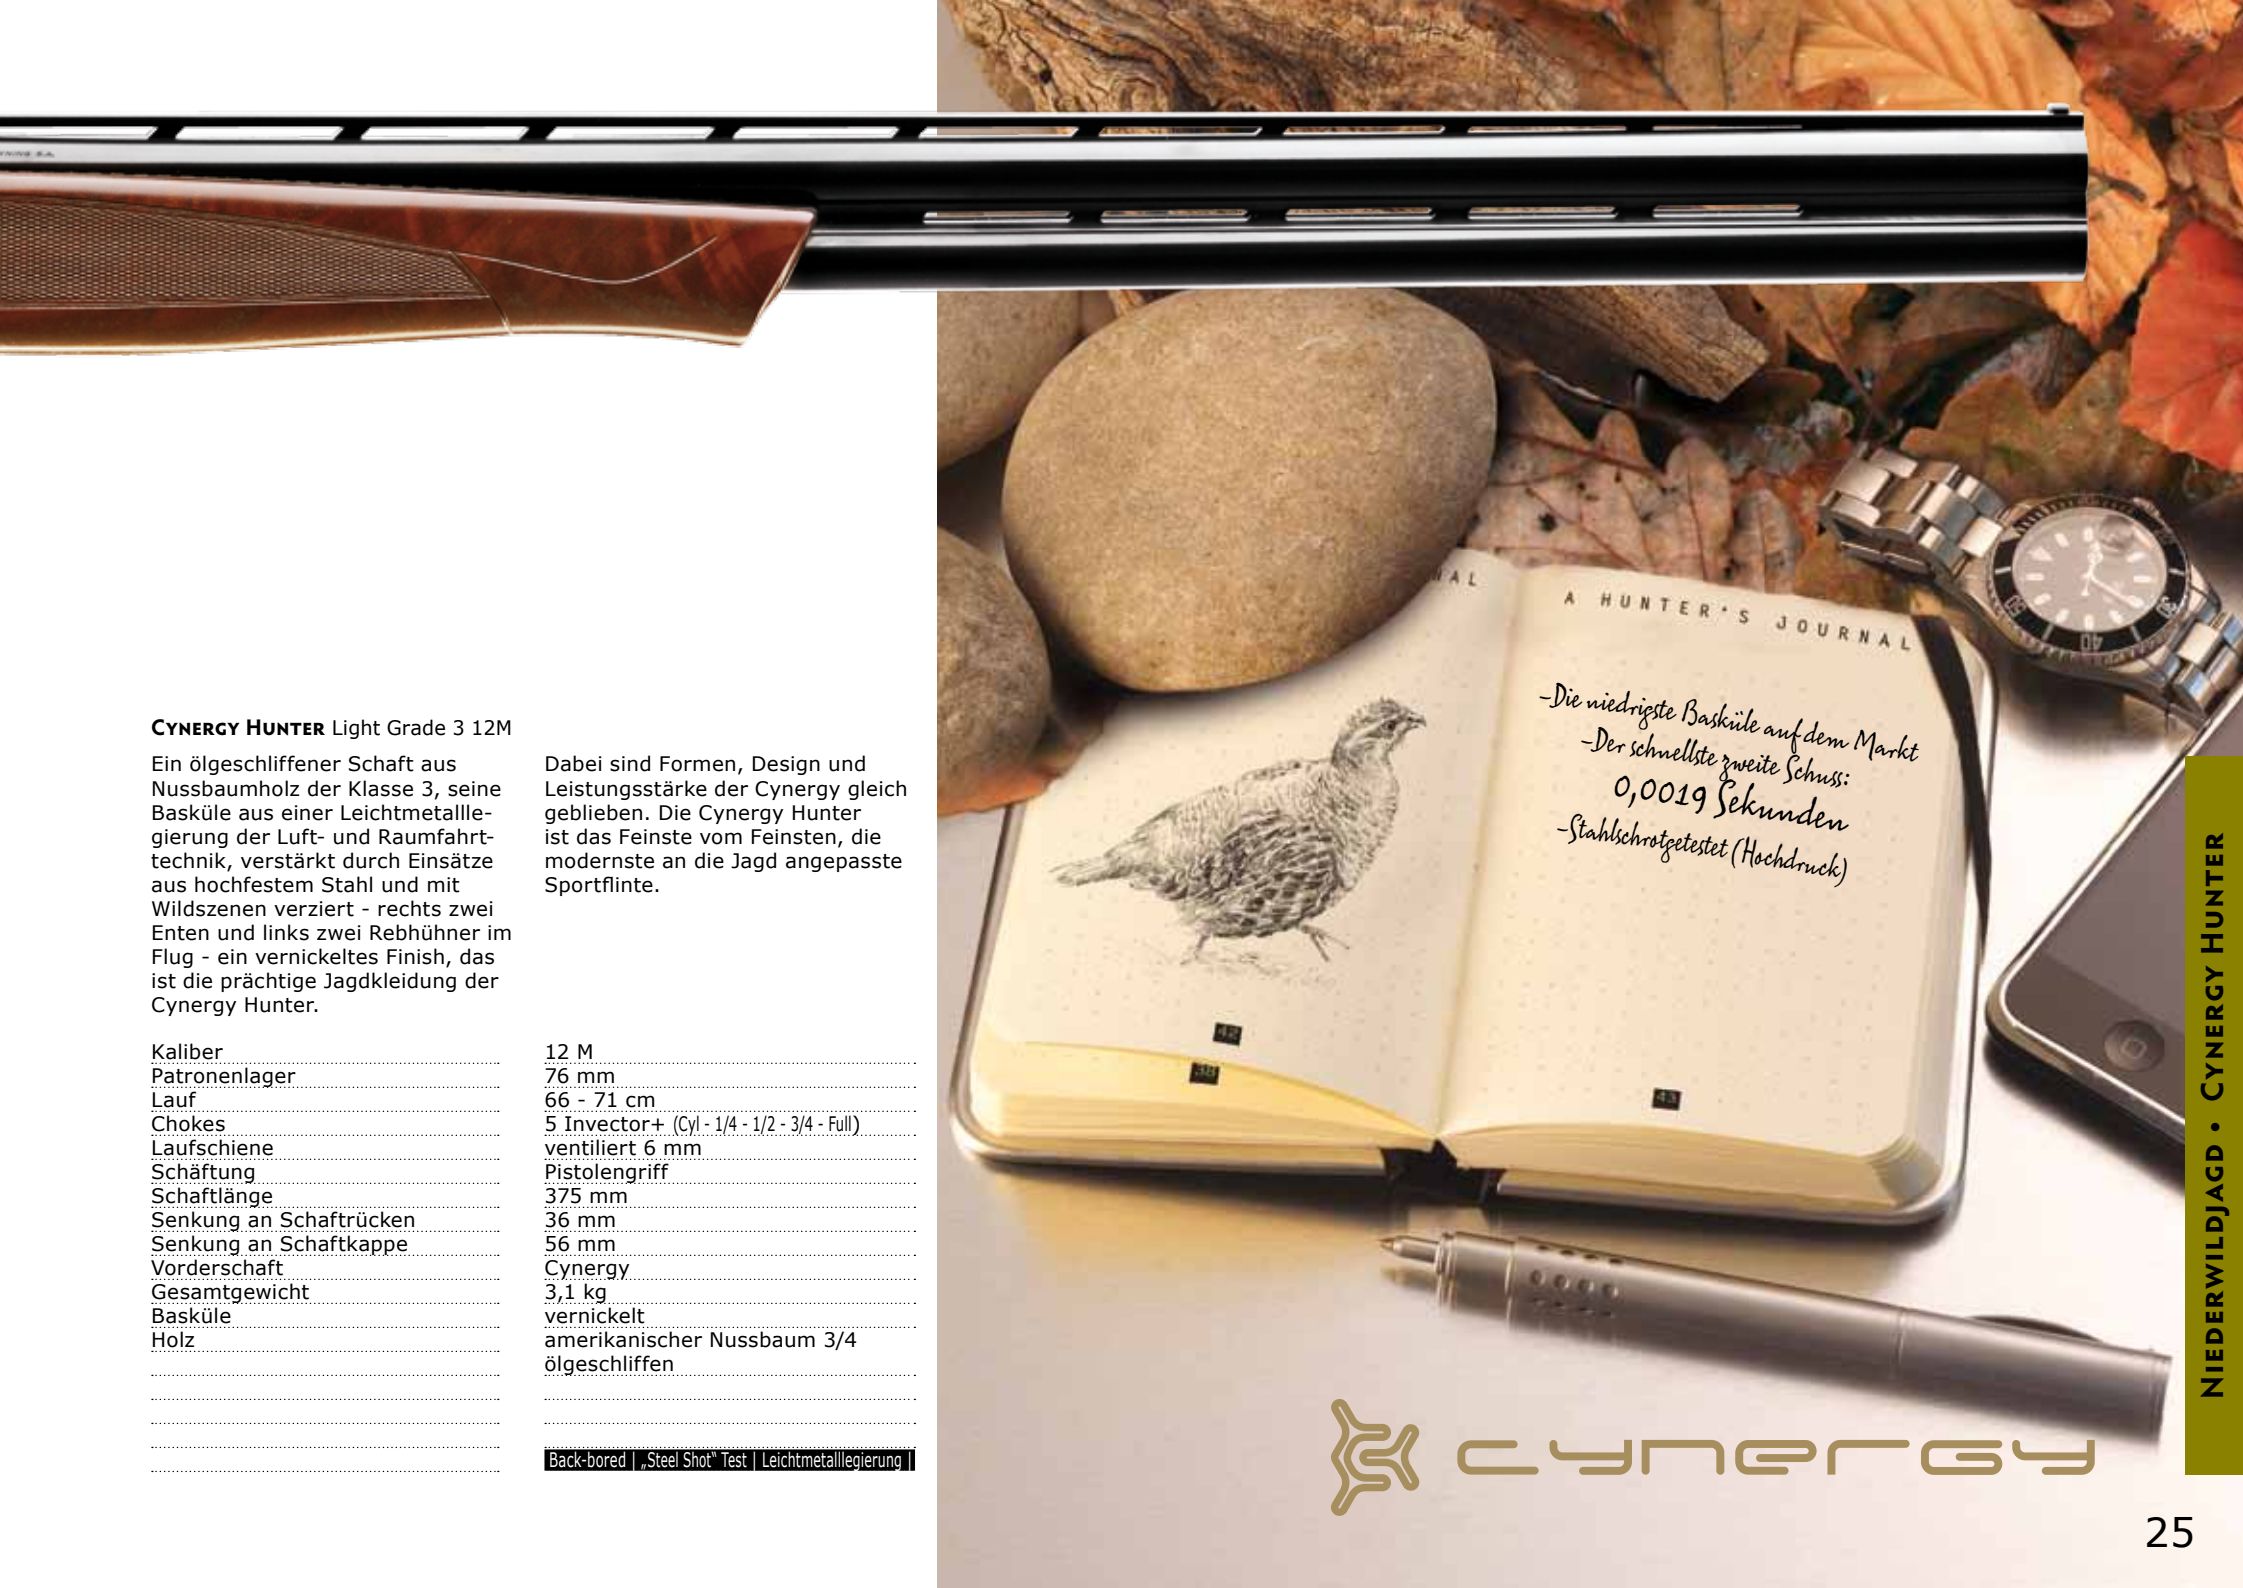 CYNERGY HUNTER Light Grade 3 12M
Ein ölgeschliffener Schaft aus
Nussbaumholz der Klasse 3, seine
Basküle aus einer Leichtmetallle-
gierung der Luft- und Raumfahrt-
technik, verstärkt durch Einsätze
aus hochfestem Stahl und mit
Wildszenen verziert - rechts zwei
Enten und links zwei Rebhühner im
Flug - ein vernickeltes Finish, das
ist die prächtige Jagdkleidung der
Cynergy Hunter.
Dabei sind Formen, Design und
Leistungsstärke der Cynergy gleich
geblieben. Die Cynergy Hunter
ist das Feinste vom Feinsten, die
modernste an die Jagd angepasste
Sportflinte.
Kaliber 12 M
Patronenlager 76 mm
Lauf 66 - 71 cm
Chokes 5 Invector+ (Cyl - 1/4 - 1/2 - 3/4 - Full)
Laufschiene ventiliert 6 mm
Schäftung Pistolengriff
Schaftlänge 375 mm
Senkung an Schaftrücken 36 mm
Senkung an Schaftkappe 56 mm
Vorderschaft Cynergy
Gesamtgewicht 3,1 kg
Basküle vernickelt
Holz amerikanischer Nussbaum 3/4
ölgeschliffen
Back-bored | „Steel Shot“ Test | Leichtmetalllegierung |
NAL
A HUNTER'S JOURNAL
-Die niedrigste Basküle auf dem Markt
-Der schnellste zweite Schuss:
0,0019 Sekunden
-Stahlschrotgetestet (Hochdruck)
42
38
43
40
cynergy
NIEDERWILDJAGD • CYNERGY HUNTER
25